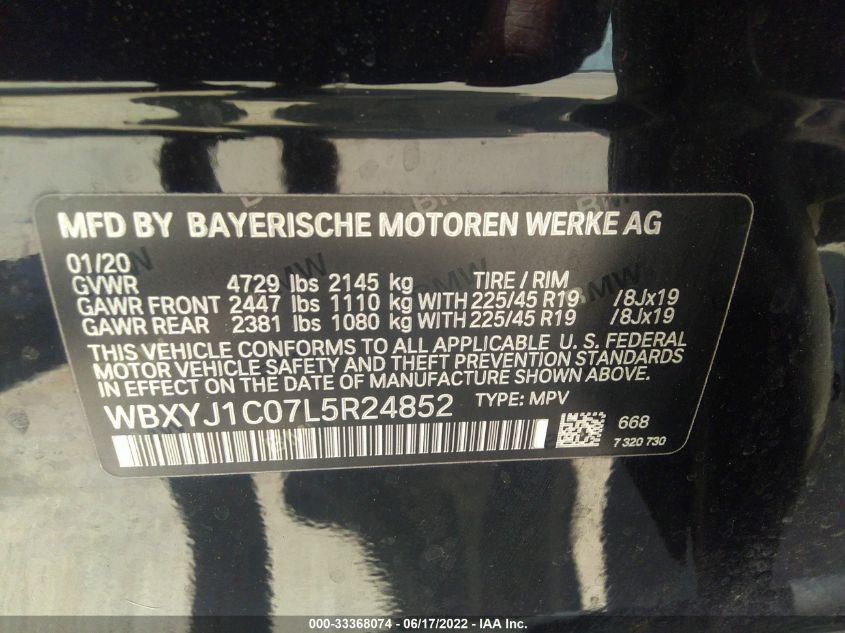 MFD BY BAYERISCHE MOTOREN WERKE AG
01/20
GVWR 4729 lbs 2145 kg TIRE / RIM
GAWR FRONT 2447 lbs 1110 kg WITH 225/45 R19 /8Jx19
GAWR REAR 2381 lbs 1080 kg WITH 225/45 R19 /8Jx19
THIS VEHICLE CONFORMS TO ALL APPLICABLE U. S. FEDERAL
MOTOR VEHICLE SAFETY AND THEFT PREVENTION STANDARDS
IN EFFECT ON THE DATE OF MANUFACTURE SHOWN ABOVE.
WBXYJ1C07L5R24852 TYPE: MPV
668
7 320 730
000-33368074 - 06/17/2022 - IAA Inc.